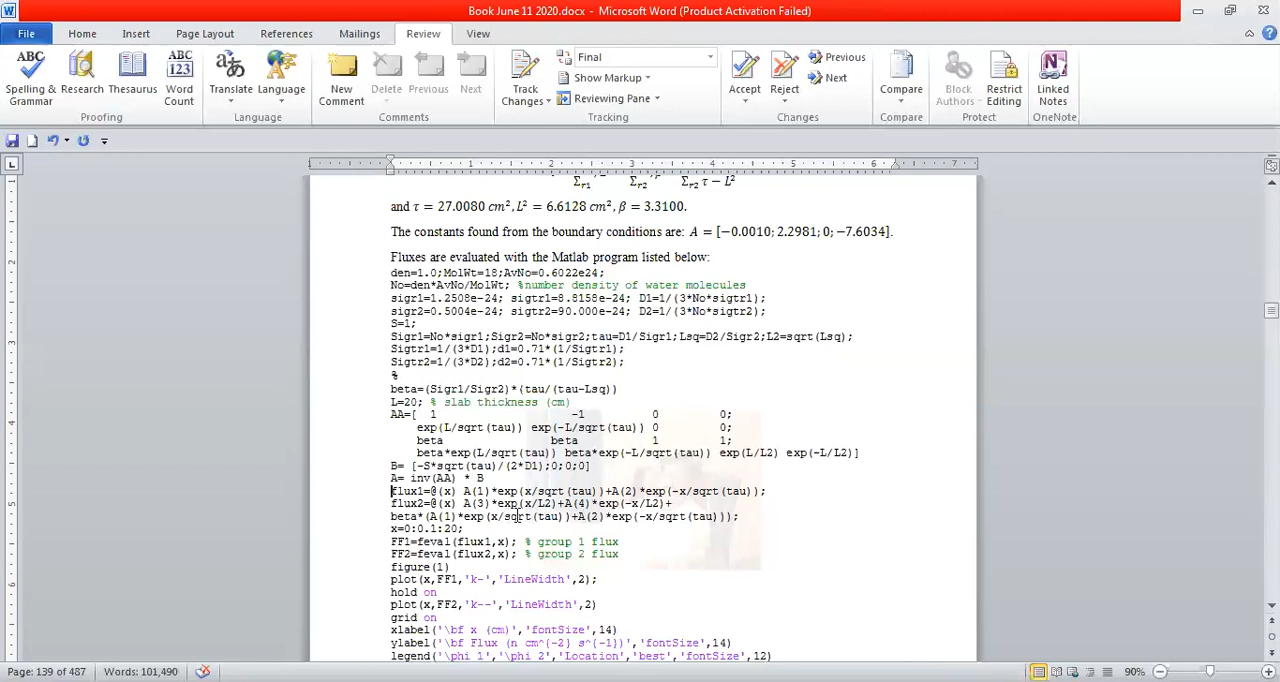 Book June 11 2020.docx - Microsoft Word (Product Activation Failed)
File Home Insert Page Layout References Mailings Review View
Spelling & Grammar
Research
Thesaurus
Word Count
Translate
Language
New Comment
Delete
Previous
Next
Track Changes
Final
Show Markup
Reviewing Pane
Accept
Reject
Previous
Next
Compare
Block Authors
Restrict Editing
Linked Notes
Proofing Language Comments Tracking Changes Compare Protect OneNote
1 1 2 3 4 5 6 7
and τ = 27.0080 cm², L² = 6.6128 cm², β = 3.3100.
The constants found from the boundary conditions are: A = [−0.0010; 2.2981; 0; −7.6034].
Fluxes are evaluated with the Matlab program listed below:
den=1.0;MolWt=18;AvNo=0.6022e24;
No=den*AvNo/MolWt; %number density of water molecules
sigr1=1.2508e-24; sigtr1=8.8158e-24; D1=1/(3*No*sigtr1);
sigr2=0.5004e-24; sigtr2=90.000e-24; D2=1/(3*No*sigtr2);
S=1;
Sigr1=No*sigr1;Sigr2=No*sigr2;tau=D1/Sigr1;Lsq=D2/Sigr2;L2=sqrt(Lsq);
Sigtr1=1/(3*D1);d1=0.71*(1/Sigtr1);
Sigtr2=1/(3*D2);d2=0.71*(1/Sigtr2);
%
beta=(Sigr1/Sigr2)*(tau/(tau-Lsq))
L=20; % slab thickness (cm)
AA=[ 1 -1 0 0;
exp(L/sqrt(tau)) exp(-L/sqrt(tau)) 0 0;
beta beta 1 1;
beta*exp(L/sqrt(tau)) beta*exp(-L/sqrt(tau)) exp(L/L2) exp(-L/L2)]
B= [-S*sqrt(tau)/(2*D1);0;0;0]
A= inv(AA) * B
flux1=@(x) A(1)*exp(x/sqrt(tau))+A(2)*exp(-x/sqrt(tau));
flux2=@(x) A(3)*exp(x/L2)+A(4)*exp(-x/L2)+
beta*(A(1)*exp(x/sqrt(tau))+A(2)*exp(-x/sqrt(tau)));
x=0:0.1:20;
FF1=feval(flux1,x); % group 1 flux
FF2=feval(flux2,x); % group 2 flux
figure(1)
plot(x,FF1,'k-','LineWidth',2);
hold on
plot(x,FF2,'k--','LineWidth',2)
grid on
xlabel('\bf x (cm)','fontSize',14)
ylabel('\bf Flux (n cm^{-2} s^{-1})','fontSize',14)
legend('\phi 1','\phi 2','Location','best','fontSize',12)
Page: 139 of 487 Words: 101,490 90%